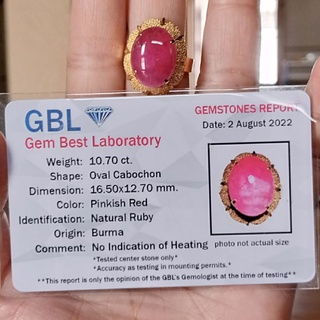 GBL
GEMSTONES REPORT
Gem Best Laboratory
Date: 2 August 2022
Weight: 10.70 ct.
Shape: Oval Cabochon
Dimension: 16.50x12.70 mm.
Color: Pinkish Red
Identification: Natural Ruby
Origin: Burma
Comment: No Indication of Heating
photo not actual size
*Tested center stone only*
*Accuracy as testing in mounting permits.*
**This report is only the opinion of the GBL's Gemologist at the time of testing**